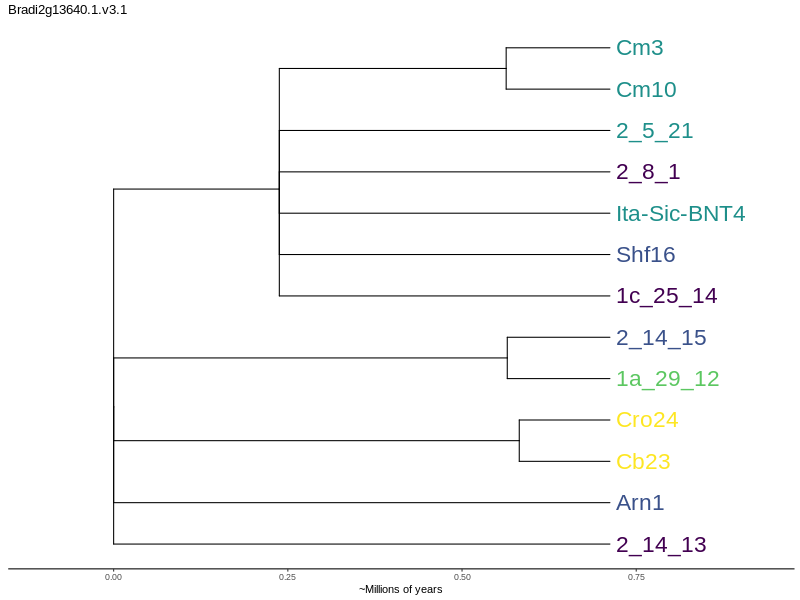 Bradi2g13640.1.v3.1
Cm3
Cm10
2_5_21
2_8_1
Ita-Sic-BNT4
Shf16
1c_25_14
2_14_15
1a_29_12
Cro24
Cb23
Arn1
2_14_13
0.00 0.25 0.50 0.75
~Millions of years